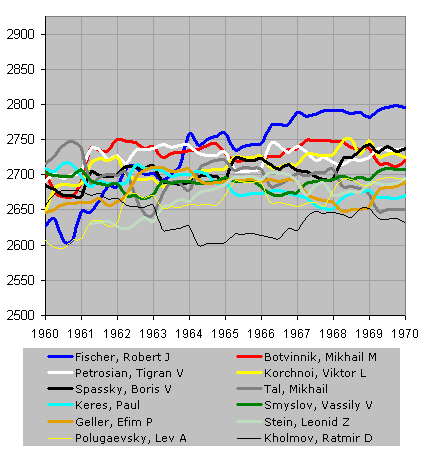 2900
2850
2800
2750
2700
2650
2600
2550
2500
1960 1961 1962 1963 1964 1965 1966 1967 1968 1969 1970
Fischer, Robert J Botvinnik, Mikhail M
Petrosian, Tigran V Korchnoi, Viktor L
Spassky, Boris V Tal, Mikhail
Keres, Paul Smyslov, Vassily V
Geller, Efim P Stein, Leonid Z
Polugaevsky, Lev A Kholmov, Ratmir D